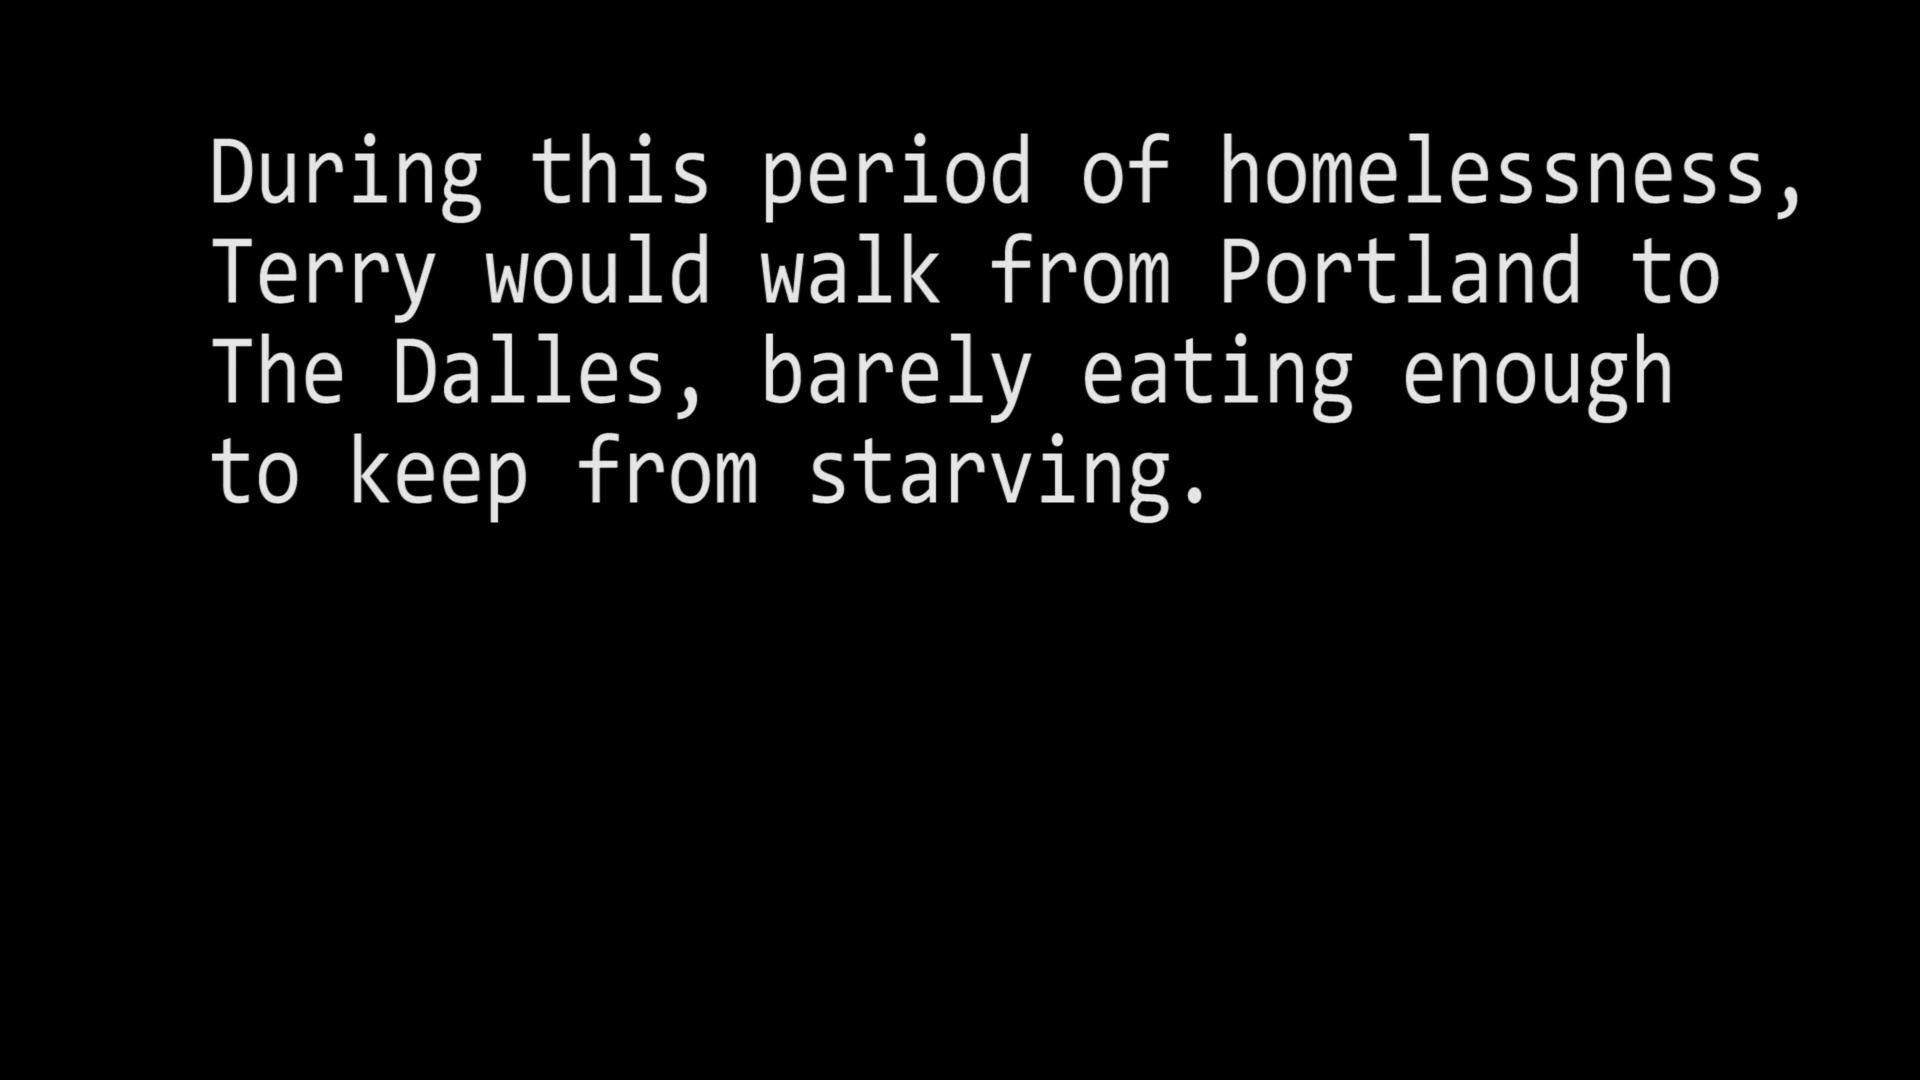 During this period of homelessness,
Terry would walk from Portland to
The Dalles, barely eating enough
to keep from starving.